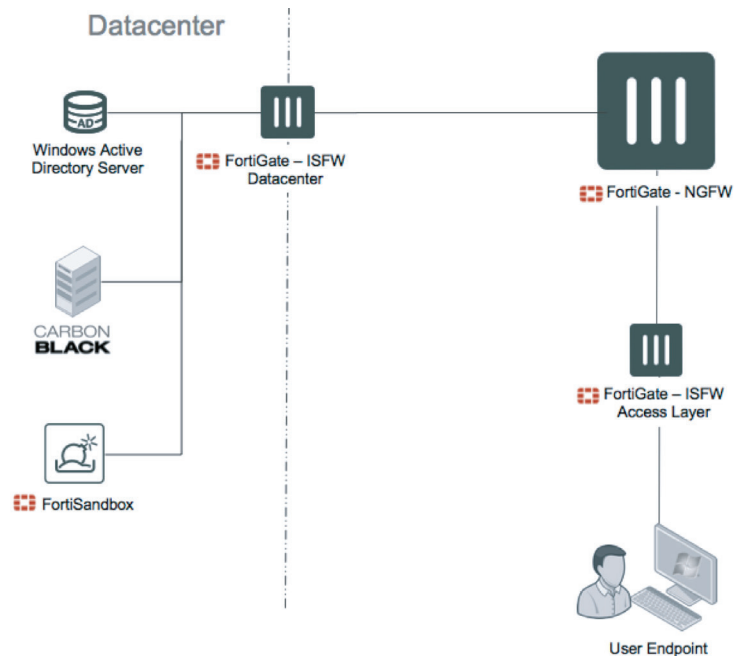 Datacenter
AD
Windows Active
Directory Server
FortiGate – ISFW
Datacenter
FortiGate - NGFW
CARBON
BLACK
FortiGate – ISFW
Access Layer
FortiSandbox
User Endpoint